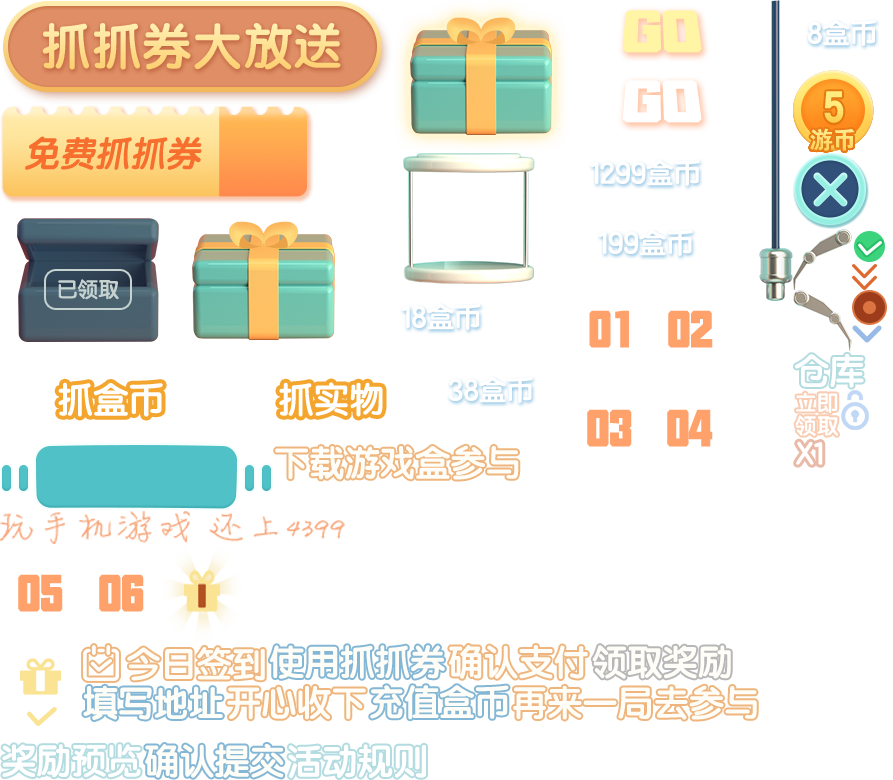 抓抓券大放送
GO
8盒币
5
游币
GO
免费抓抓券
1299盒币
199盒币
已领取
18盒币
01 02
仓库
抓盒币
抓实物
38盒币
立即
领取
03 04
X1
下载游戏盒参与
玩手机游戏 还上4399
05 06
今日签到使用抓抓券确认支付领取奖励
填写地址开心收下充值盒币再来一局去参与
奖励预览确认提交活动规则